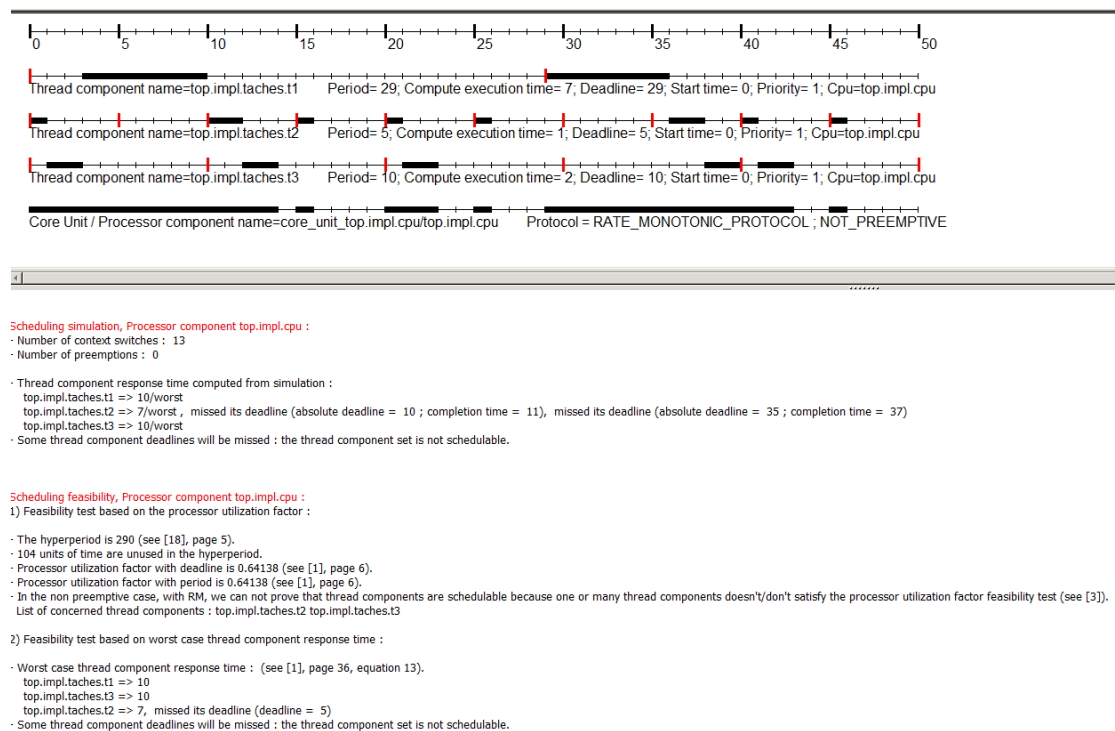 0 5 10 15 20 25 30 35 40 45 50
Thread component name=top.impl.taches.t1 Period= 29; Compute execution time= 7; Deadline= 29; Start time= 0; Priority= 1; Cpu=top.impl.cpu
Thread component name=top.impl.taches.t2 Period= 5; Compute execution time= 1; Deadline= 5; Start time= 0; Priority= 1; Cpu=top.impl.cpu
Thread component name=top.impl.taches.t3 Period= 10; Compute execution time= 2; Deadline= 10; Start time= 0; Priority= 1; Cpu=top.impl.cpu
Core Unit / Processor component name=core_unit_top.impl.cpu/top.impl.cpu Protocol = RATE_MONOTONIC_PROTOCOL ; NOT_PREEMPTIVE
Scheduling simulation, Processor component top.impl.cpu :
- Number of context switches : 13
- Number of preemptions : 0
- Thread component response time computed from simulation :
top.impl.taches.t1 => 10/worst
top.impl.taches.t2 => 7/worst , missed its deadline (absolute deadline = 10 ; completion time = 11), missed its deadline (absolute deadline = 35 ; completion time = 37)
top.impl.taches.t3 => 10/worst
- Some thread component deadlines will be missed : the thread component set is not schedulable.
Scheduling feasibility, Processor component top.impl.cpu :
1) Feasibility test based on the processor utilization factor :
- The hyperperiod is 290 (see [18], page 5).
- 104 units of time are unused in the hyperperiod.
- Processor utilization factor with deadline is 0.64138 (see [1], page 6).
- Processor utilization factor with period is 0.64138 (see [1], page 6).
- In the non preemptive case, with RM, we can not prove that thread components are schedulable because one or many thread components doesn't/don't satisfy the processor utilization factor feasibility test (see [3]).
List of concerned thread components : top.impl.taches.t2 top.impl.taches.t3
2) Feasibility test based on worst case thread component response time :
- Worst case thread component response time : (see [1], page 36, equation 13).
top.impl.taches.t1 => 10
top.impl.taches.t3 => 10
top.impl.taches.t2 => 7, missed its deadline (deadline = 5)
- Some thread component deadlines will be missed : the thread component set is not schedulable.